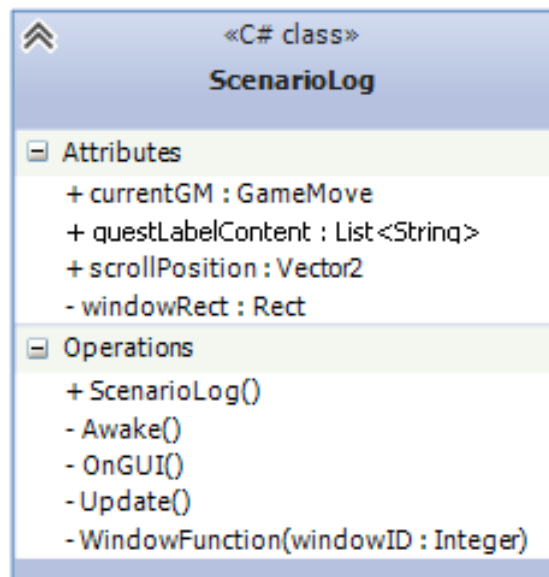 «C# class»
ScenarioLog
Attributes
+ currentGM : GameMove
+ questLabelContent : List<String>
+ scrollPosition : Vector2
- windowRect : Rect
Operations
+ ScenarioLog()
- Awake()
- OnGUI()
- Update()
- WindowFunction(windowID : Integer)